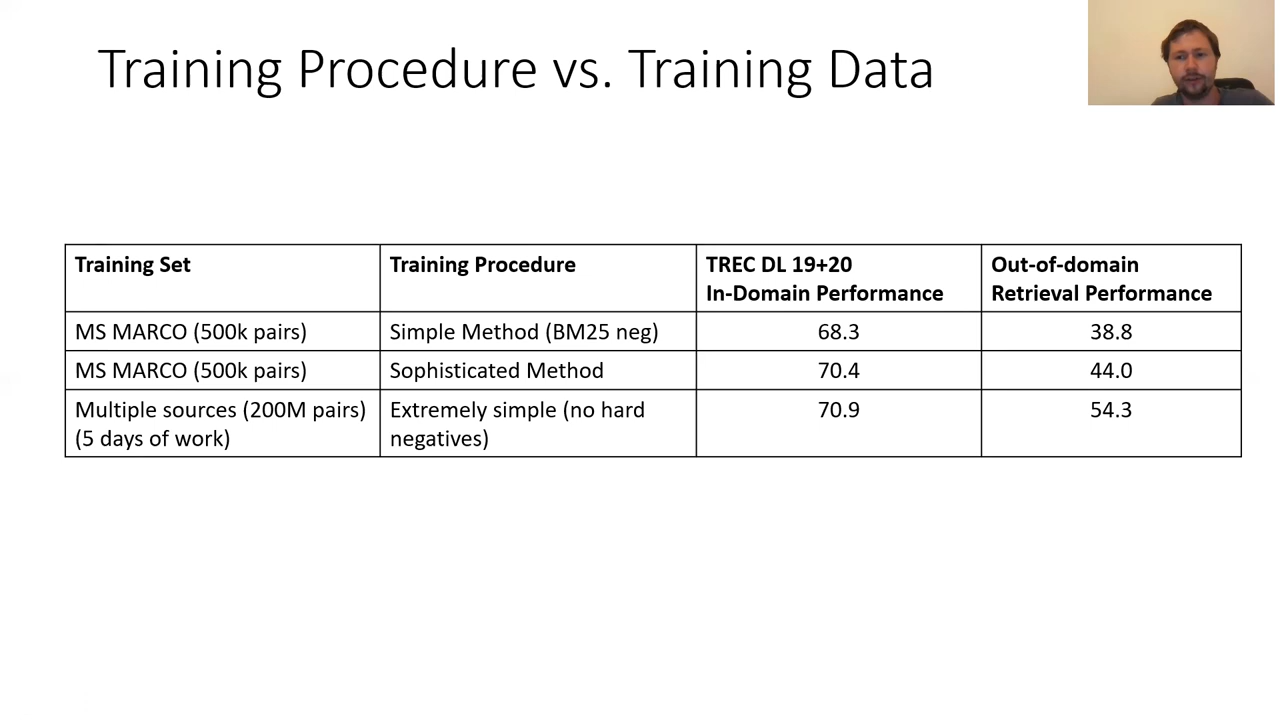 Training Procedure vs. Training Data
Training Set
Training Procedure
TREC DL 19+20
In-Domain Performance
Out-of-domain
Retrieval Performance
MS MARCO (500k pairs)
Simple Method (BM25 neg)
68.3
38.8
MS MARCO (500k pairs)
Sophisticated Method
70.4
44.0
Multiple sources (200M pairs)
(5 days of work)
Extremely simple (no hard
negatives)
70.9
54.3